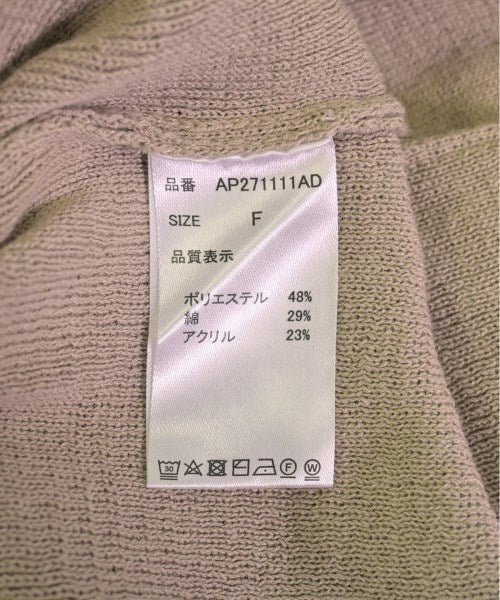 品番 AP271111AD
SIZE F
品質表示
ポリエステル 48%
綿 29%
アクリル 23%
30 F W